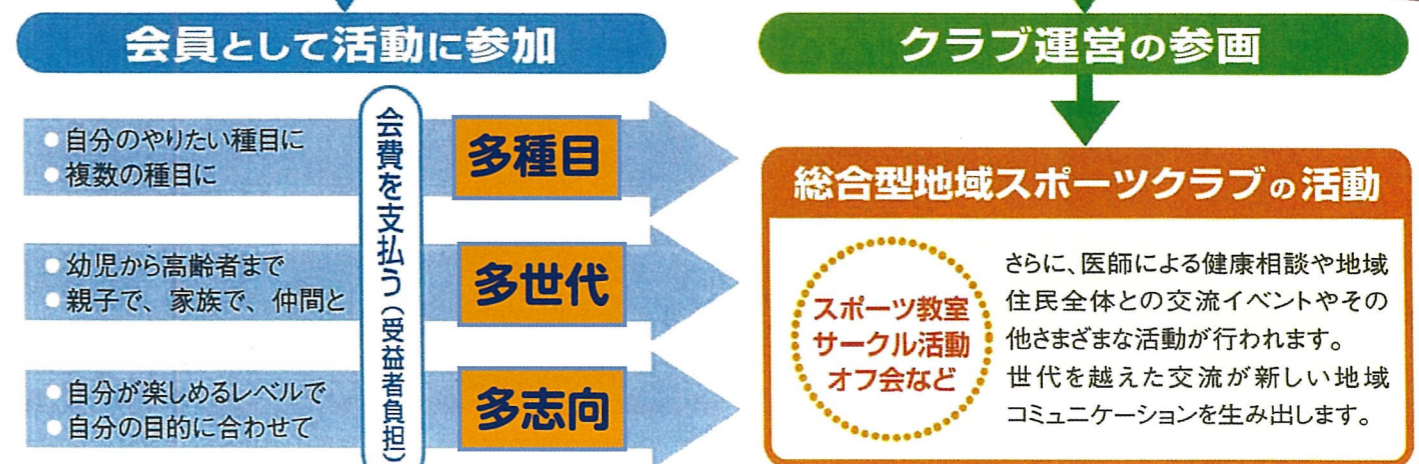 会員として活動に参加
自分のやりたい種目に
複数の種目に
幼児から高齢者まで
親子で、家族で、仲間と
自分が楽しめるレベルで
自分の目的に合わせて
会費を支払う（受益者負担）
多種目
多世代
多志向
クラブ運営の参画
総合型地域スポーツクラブの活動
スポーツ教室
サークル活動
オフ会など
さらに、医師による健康相談や地域
住民全体との交流イベントやその
他さまざまな活動が行われます。
世代を越えた交流が新しい地域
コミュニケーションを生み出します。